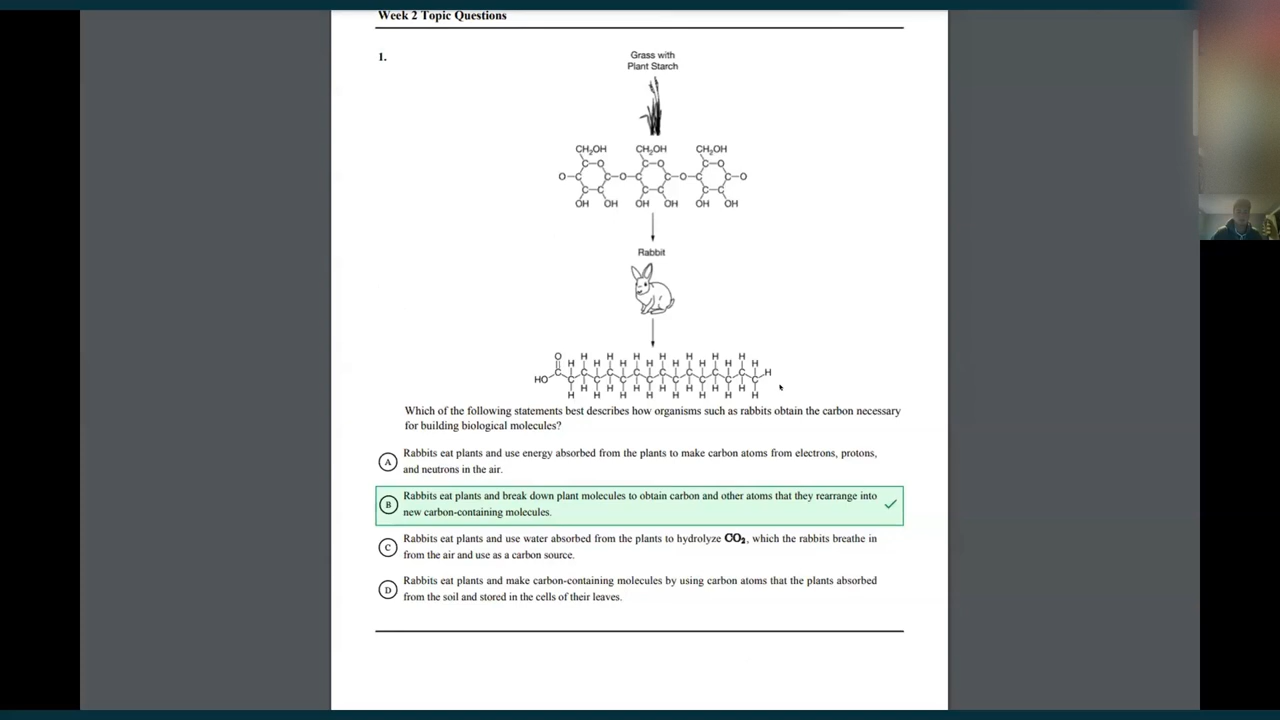 Week 2 Topic Questions
1.
Grass with
Plant Starch
CH₂OH CH₂OH CH₂OH
C-O C-O C-O
O-C C-O-C C-O-C C-O
C-C C-C C-C
OH OH OH OH OH OH
Rabbit
O H H H H H H H H
H H H H H H H H
HO C C C C C C C C C C C C C C C C H
H H H H H H H
H H H H H H H H
Which of the following statements best describes how organisms such as rabbits obtain the carbon necessary
for building biological molecules?
A Rabbits eat plants and use energy absorbed from the plants to make carbon atoms from electrons, protons,
and neutrons in the air.
B Rabbits eat plants and break down plant molecules to obtain carbon and other atoms that they rearrange into
new carbon-containing molecules.
C Rabbits eat plants and use water absorbed from the plants to hydrolyze CO₂, which the rabbits breathe in
from the air and use as a carbon source.
D Rabbits eat plants and make carbon-containing molecules by using carbon atoms that the plants absorbed
from the soil and stored in the cells of their leaves.